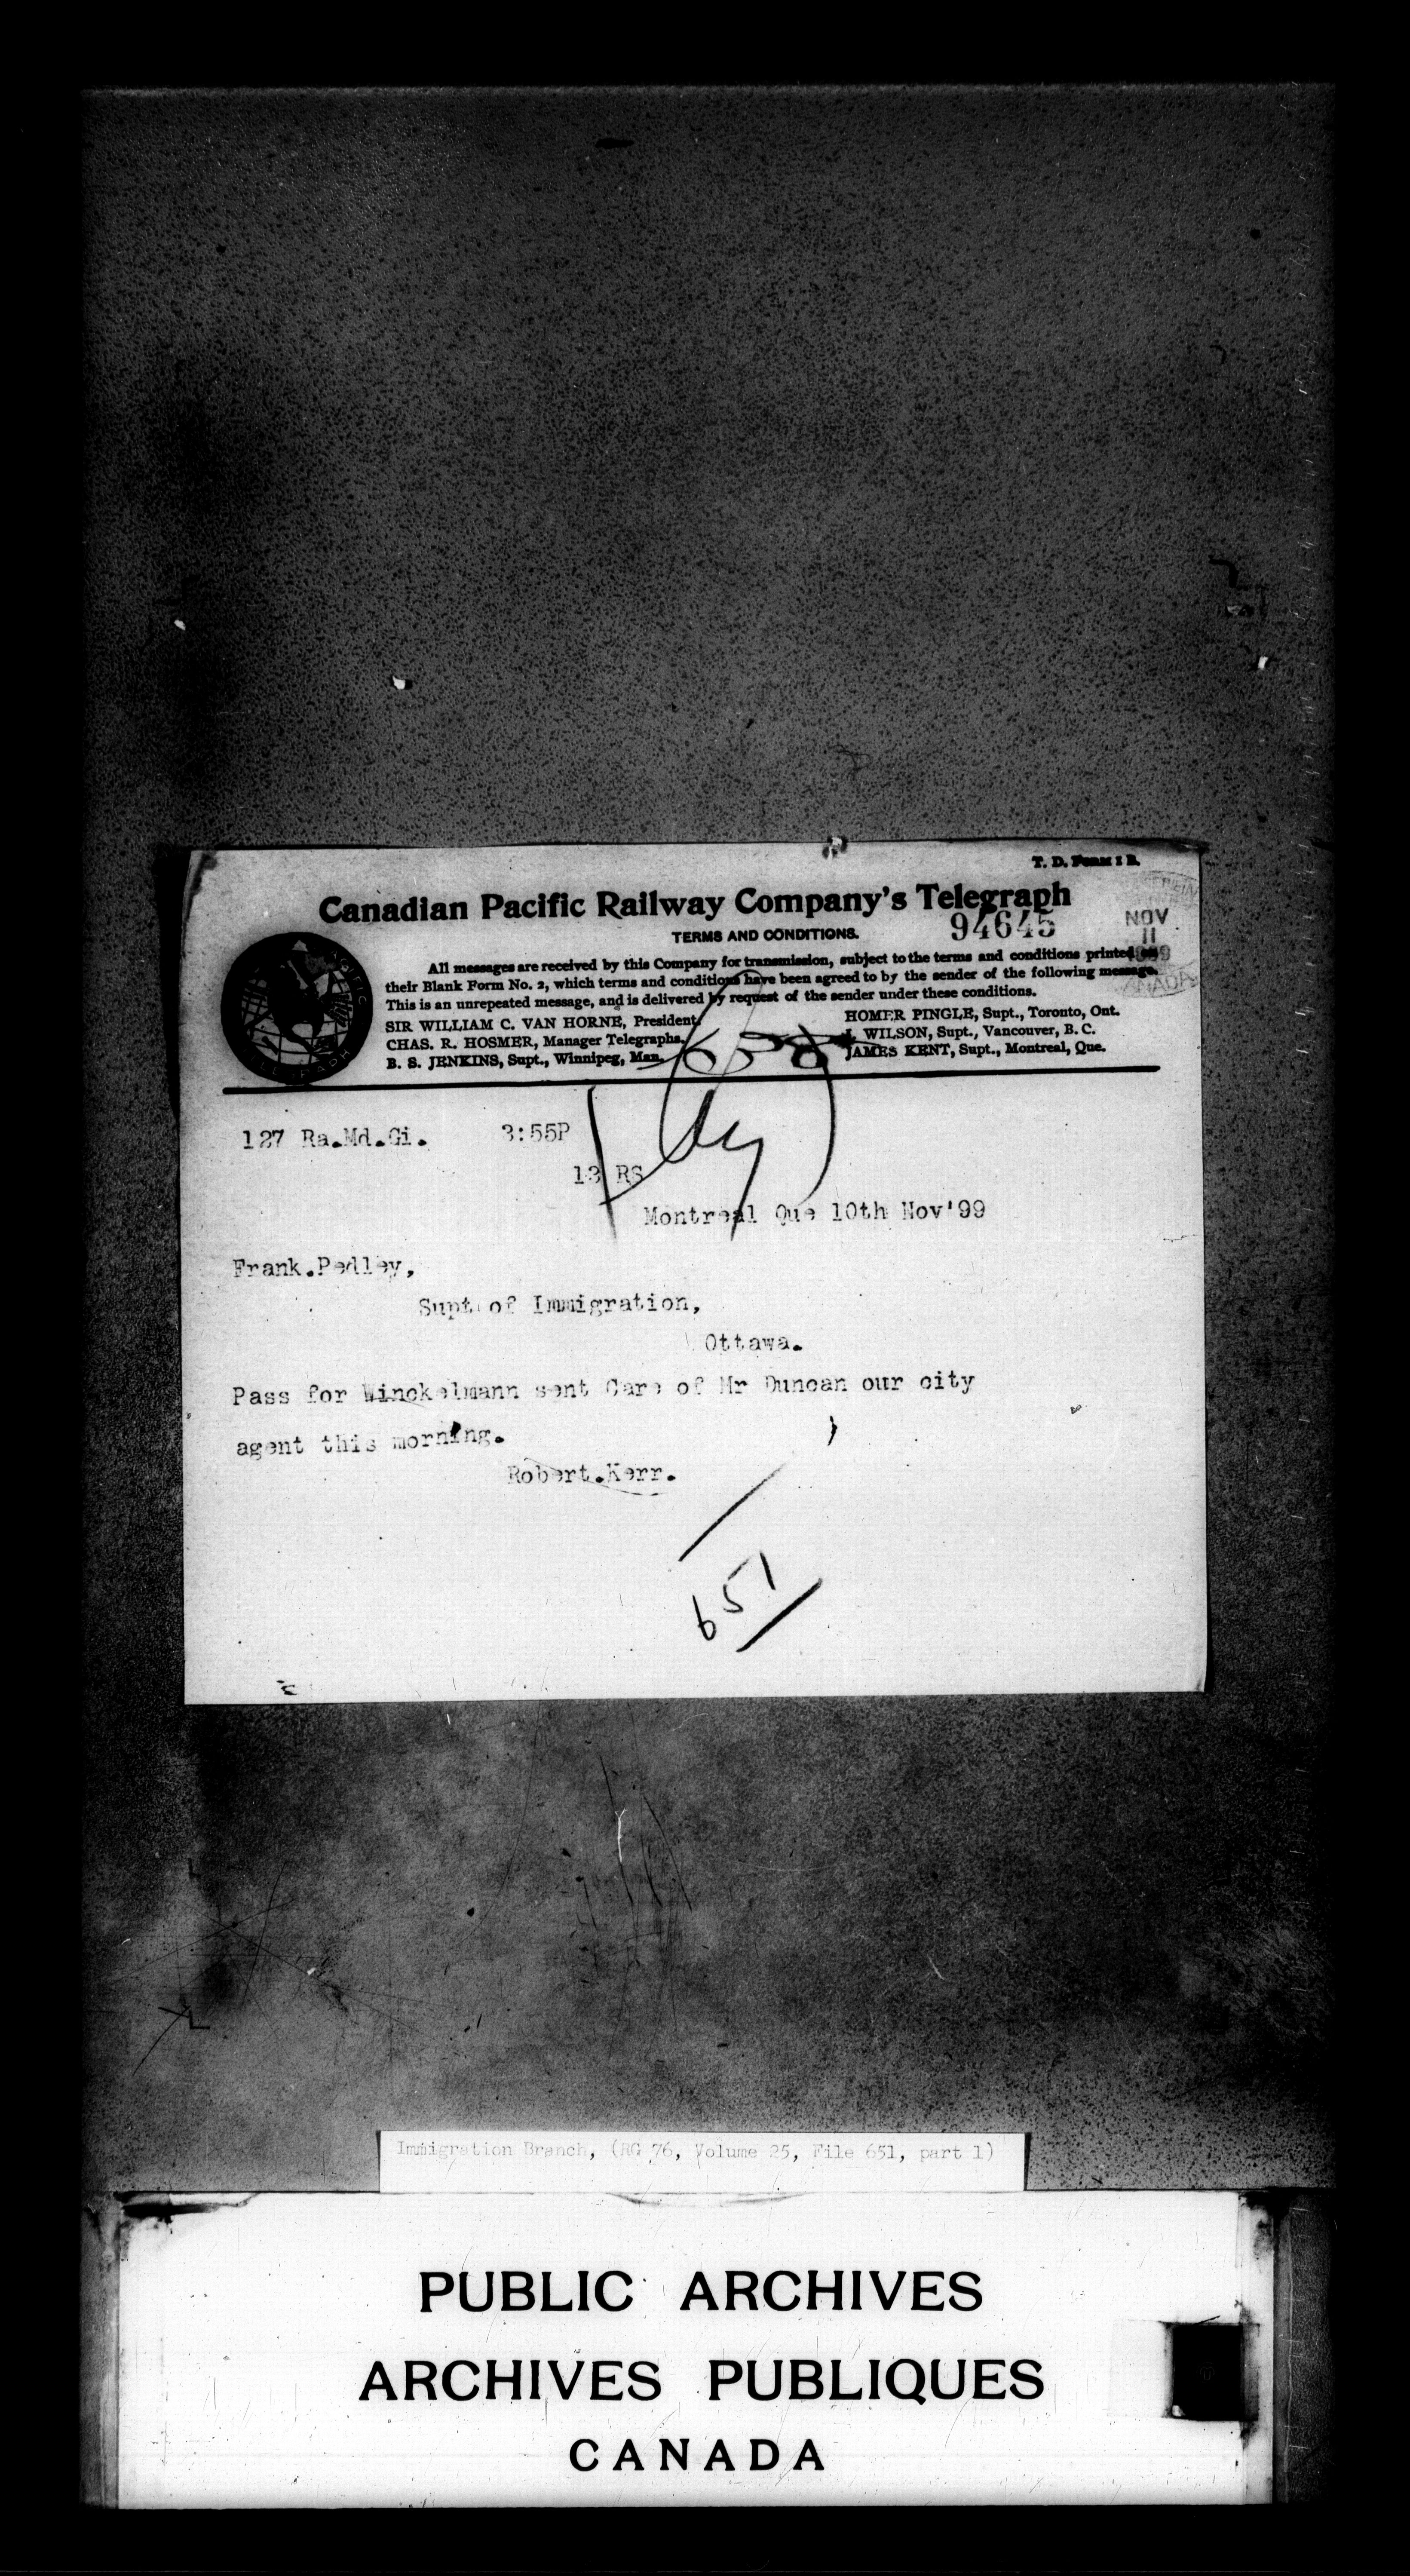 T. D. Form 1 B.
Canadian Pacific Railway Company's Telegraph
94645
TERMS AND CONDITIONS.
NOV
11
All messages are received by this Company for transmission, subject to the terms and conditions printed on
their Blank Form No. 2, which terms and conditions have been agreed to by the sender of the following message.
This is an unrepeated message, and is delivered by request of the sender under these conditions.
SIR WILLIAM C. VAN HORNE, President.
CHAS. R. HOSMER, Manager Telegraphs.
B. S. JENKINS, Supt., Winnipeg, Man.
HOMER PINGLE, Supt., Toronto, Ont.
J. WILSON, Supt., Vancouver, B. C.
JAMES KENT, Supt., Montreal, Que.
127 Ra.Md.Gi. 3:55P
13 RS
Montreal Que 10th Nov'99
Frank.Pedley,
Supt of Immigration,
Ottawa.
Pass for Winckelmann sent Care of Mr Duncan our city
agent this morning.
Robert.Kerr.
651
Immigration Branch, (RG 76, Volume 25, File 651, part 1)
PUBLIC ARCHIVES
ARCHIVES PUBLIQUES
CANADA